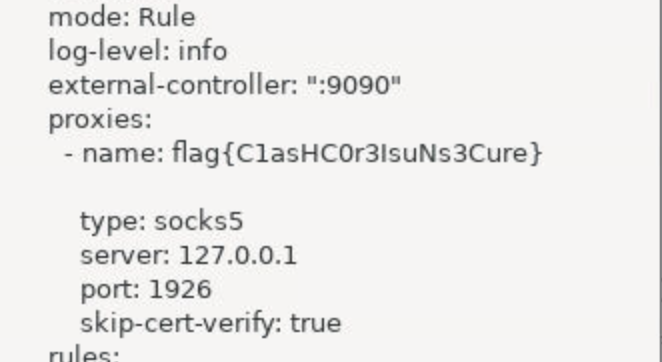 mode: Rule
log-level: info
external-controller: ":9090"
proxies:
- name: flag{C1asHC0r3IsuNs3Cure}
type: socks5
server: 127.0.0.1
port: 1926
skip-cert-verify: true
rules: